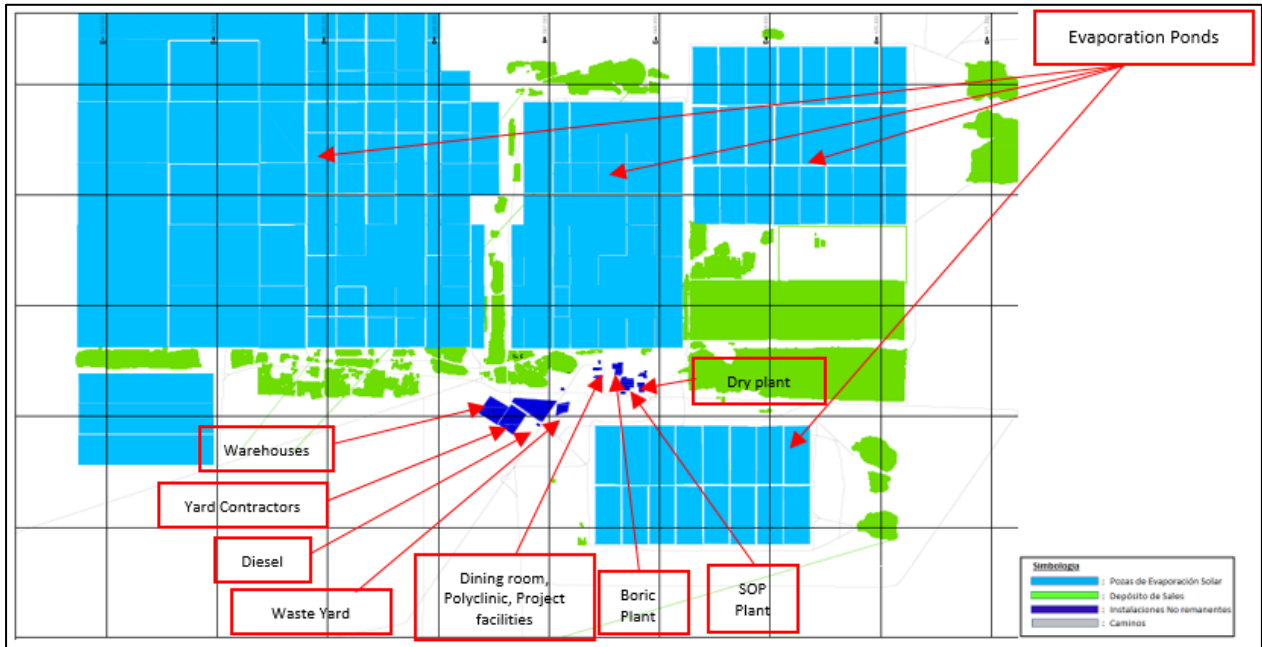 Evaporation Ponds
Dry plant
Warehouses
Yard Contractors
Diesel
Waste Yard
Dining room,
Polyclinic, Project
facilities
Boric
Plant
SOP
Plant
Simbología
: Pozas de Evaporación Solar
: Depósito de Sales
: Instalaciones No remanentes
: Caminos